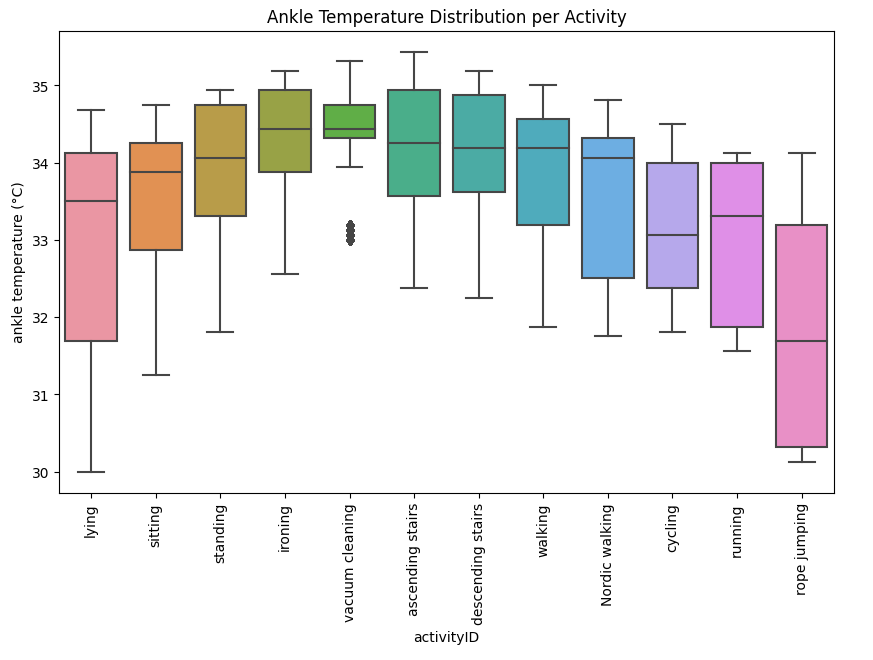 Ankle Temperature Distribution per Activity
ankle temperature (°C)
35
34
33
32
31
30
lying
sitting
standing
ironing
vacuum cleaning
ascending stairs
descending stairs
walking
Nordic walking
cycling
running
rope jumping
activityID